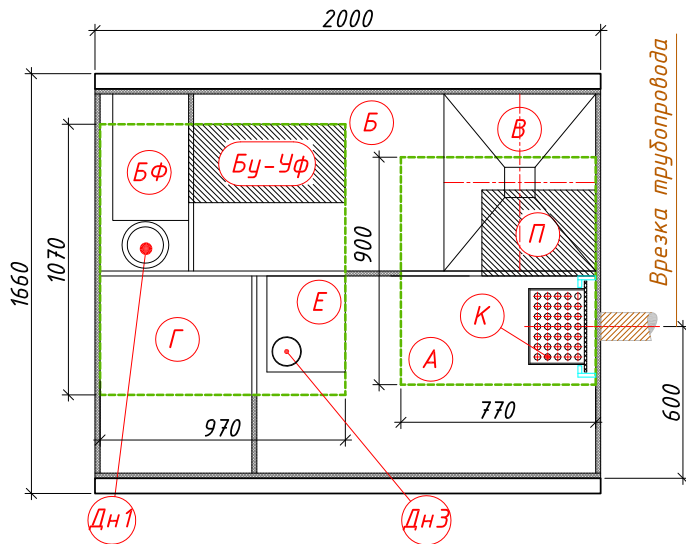 2000
Врезка трубопровода
Б
В
БФ
Бу-Уф
П
1070
900
1660
Е
К
Г
А
600
970
770
Дн1
Дн3